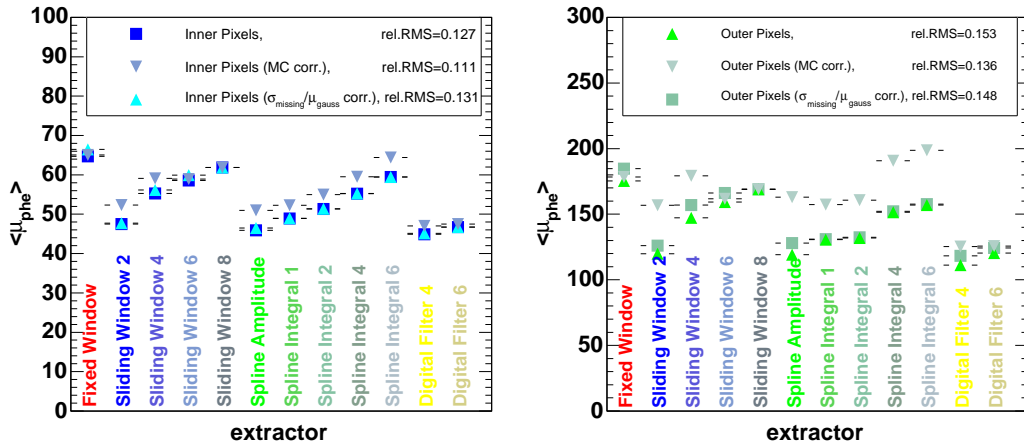 100
90
80
70
60
50
40
30
20
10
0
<μphe>
Inner Pixels, rel.RMS=0.127
Inner Pixels (MC corr.), rel.RMS=0.111
Inner Pixels (σmissing/μgauss corr.), rel.RMS=0.131
Fixed Window
Sliding Window 2
Sliding Window 4
Sliding Window 6
Sliding Window 8
Spline Amplitude
Spline Integral 1
Spline Integral 2
Spline Integral 4
Spline Integral 6
Digital Filter 4
Digital Filter 6
extractor
300
250
200
150
100
50
0
<μphe>
Outer Pixels, rel.RMS=0.153
Outer Pixels (MC corr.), rel.RMS=0.136
Outer Pixels (σmissing/μgauss corr.), rel.RMS=0.148
Fixed Window
Sliding Window 2
Sliding Window 4
Sliding Window 6
Sliding Window 8
Spline Amplitude
Spline Integral 1
Spline Integral 2
Spline Integral 4
Spline Integral 6
Digital Filter 4
Digital Filter 6
extractor